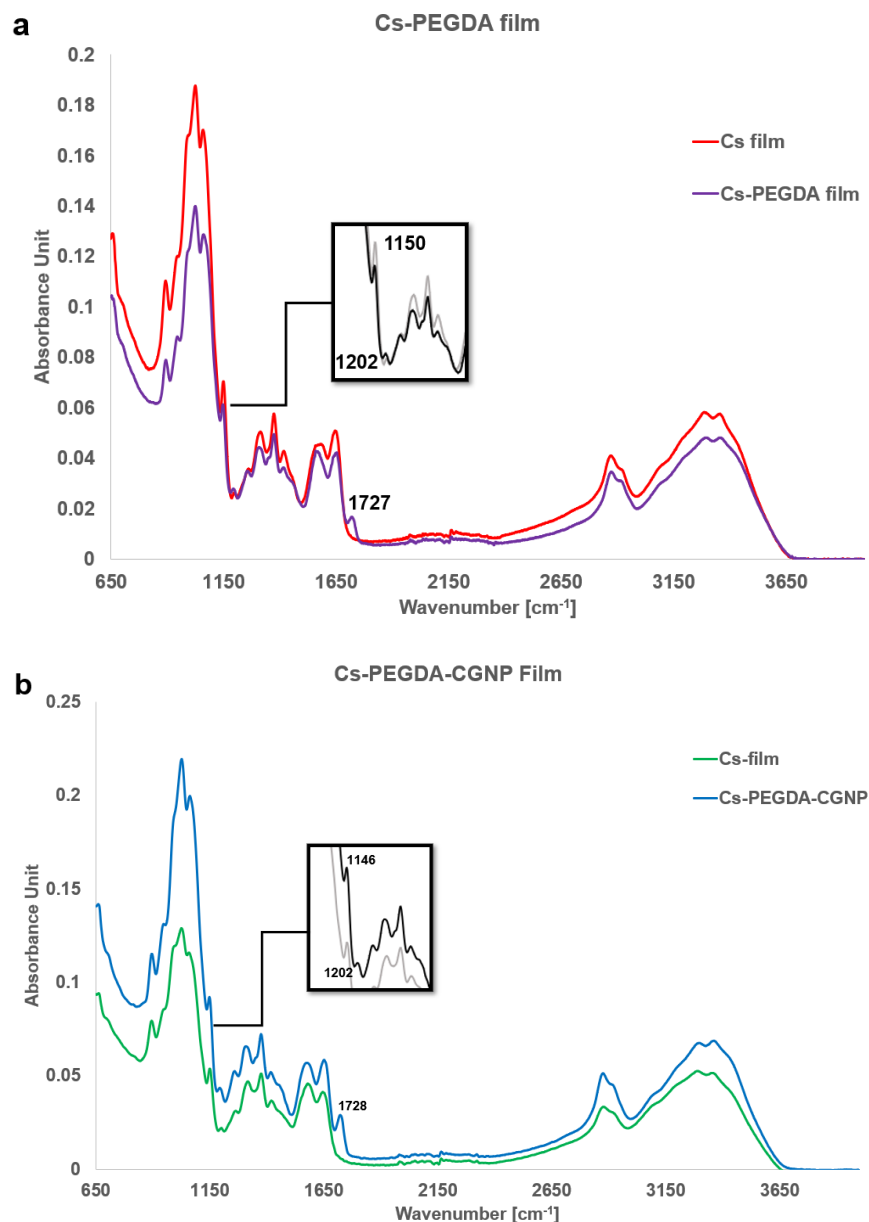 a
Cs-PEGDA film
0.2
0.18
0.16
0.14
0.12
0.1
0.08
0.06
0.04
0.02
0
Absorbance Unit
Cs film
Cs-PEGDA film
1150
1202
1727
650 1150 1650 2150 2650 3150 3650
Wavenumber [cm⁻¹]
b
Cs-PEGDA-CGNP Film
0.25
0.2
0.15
0.1
0.05
0
Absorbance Unit
Cs-film
Cs-PEGDA-CGNP
1146
1202
1728
650 1150 1650 2150 2650 3150 3650
Wavenumber [cm⁻¹]